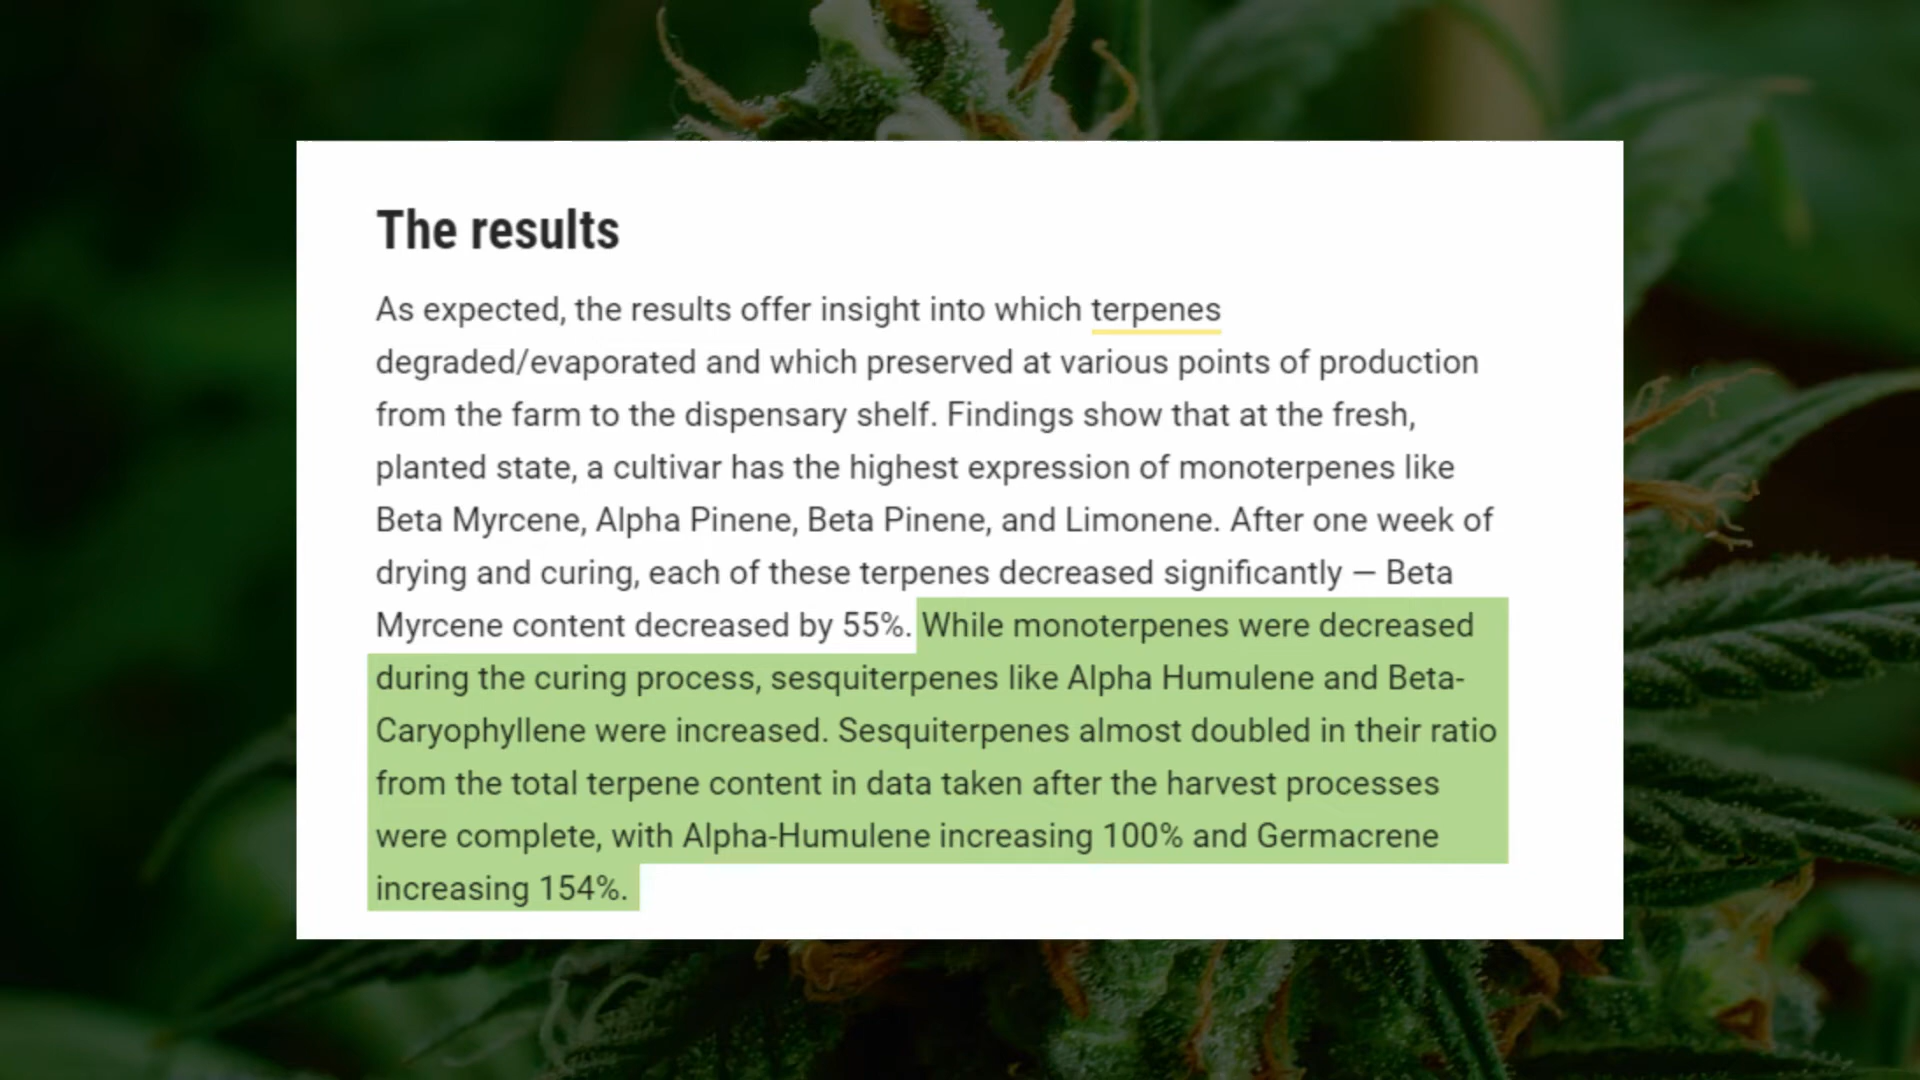 The results
As expected, the results offer insight into which terpenes
degraded/evaporated and which preserved at various points of production
from the farm to the dispensary shelf. Findings show that at the fresh,
planted state, a cultivar has the highest expression of monoterpenes like
Beta Myrcene, Alpha Pinene, Beta Pinene, and Limonene. After one week of
drying and curing, each of these terpenes decreased significantly — Beta
Myrcene content decreased by 55%. While monoterpenes were decreased
during the curing process, sesquiterpenes like Alpha Humulene and Beta-
Caryophyllene were increased. Sesquiterpenes almost doubled in their ratio
from the total terpene content in data taken after the harvest processes
were complete, with Alpha-Humulene increasing 100% and Germacrene
increasing 154%.